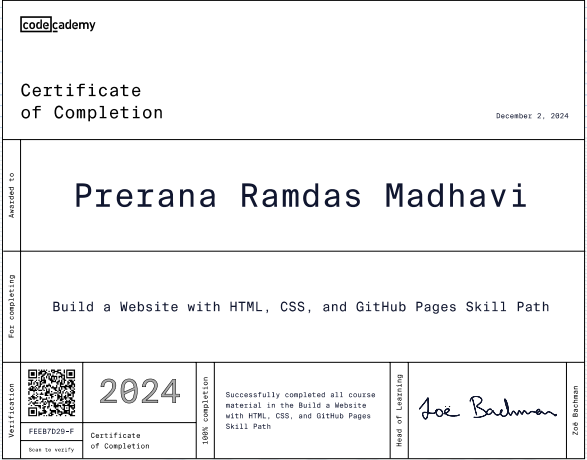 codecademy
Certificate
of Completion
December 2, 2024
Awarded to
Prerana Ramdas Madhavi
For completing
Build a Website with HTML, CSS, and GitHub Pages Skill Path
Verification
FEEB7D29-F
Scan to verify
2024
Certificate
of Completion
100% completion
Successfully completed all course
material in the Build a Website
with HTML, CSS, and GitHub Pages
Skill Path
Head of Learning
Zoë Bachman
Zoë Bachman